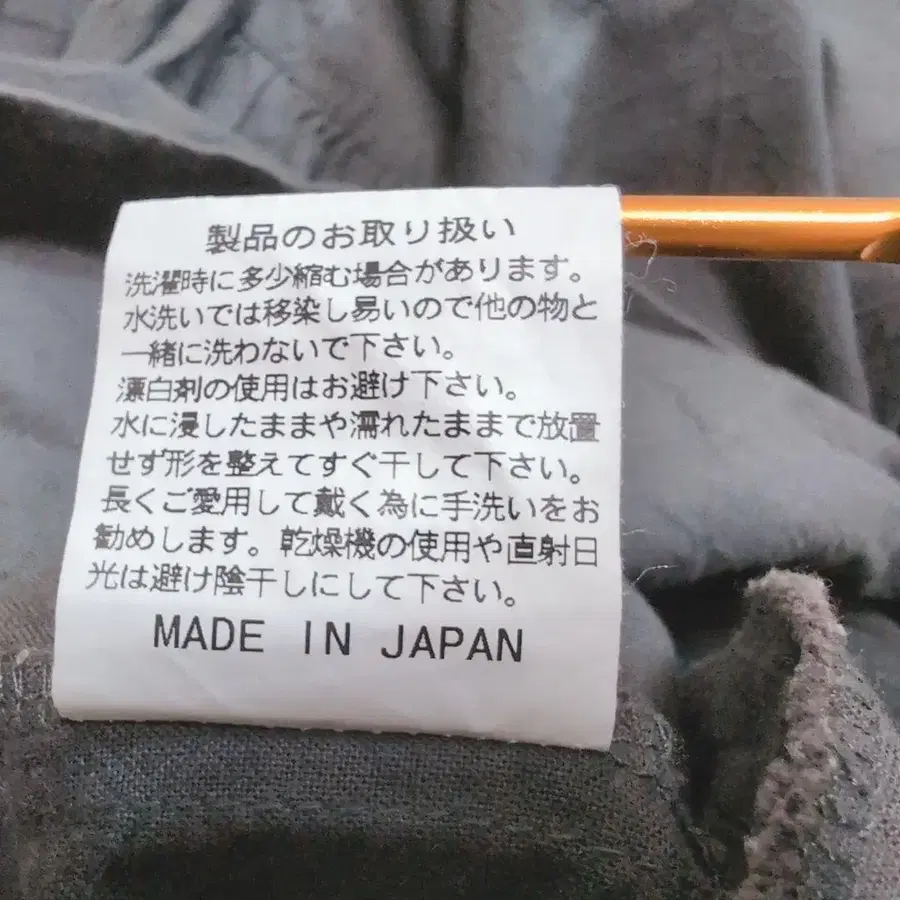 製品のお取り扱い
洗濯時に多少縮む場合があります。
水洗いでは移染し易いので他の物と
一緒に洗わないで下さい。
漂白剤の使用はお避け下さい。
水に浸したままや濡れたままで放置
せず形を整えてすぐ干して下さい。
長くご愛用して戴く為に手洗いをお
勧めします。乾燥機の使用や直射日
光は避け陰干しにして下さい。
MADE IN JAPAN